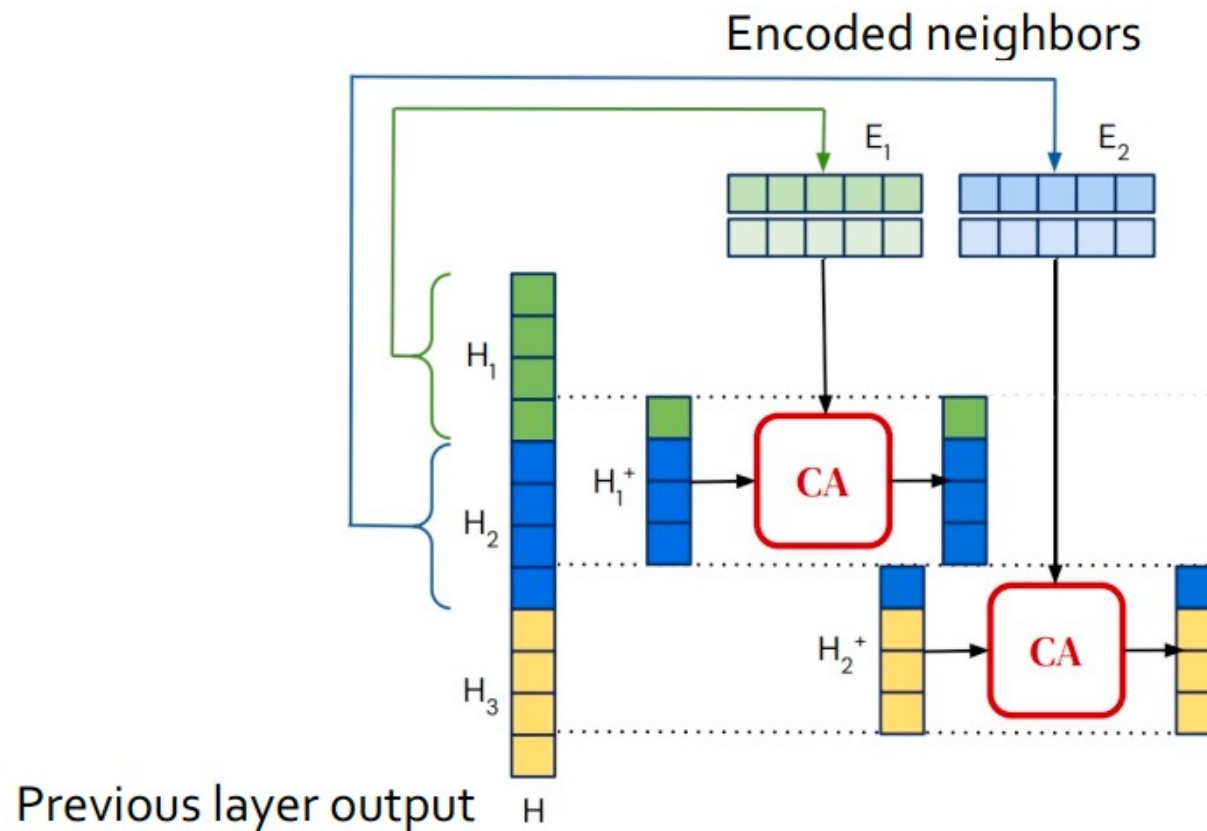 Encoded neighbors
E₁
E₂
H₁
H₁⁺
CA
H₂
H₂⁺
CA
H₃
Previous layer output
H